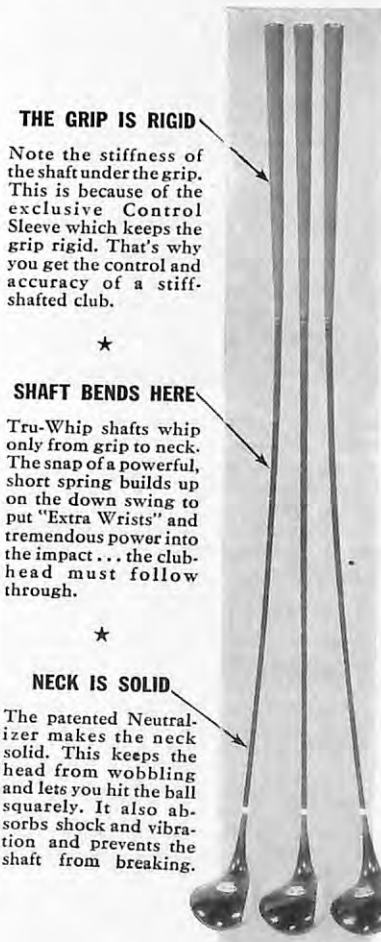 THE GRIP IS RIGID
Note the stiffness of
the shaft under the grip.
This is because of the
exclusive Control
Sleeve which keeps the
grip rigid. That's why
you get the control and
accuracy of a stiff-
shafted club.
★
SHAFT BENDS HERE
Tru-Whip shafts whip
only from grip to neck.
The snap of a powerful,
short spring builds up
on the down swing to
put "Extra Wrists" and
tremendous power into
the impact... the club-
head must follow
through.
★
NECK IS SOLID
The patented Neutral-
izer makes the neck
solid. This keeps the
head from wobbling
and lets you hit the ball
squarely. It also ab-
sorbs shock and vibra-
tion and prevents the
shaft from breaking.